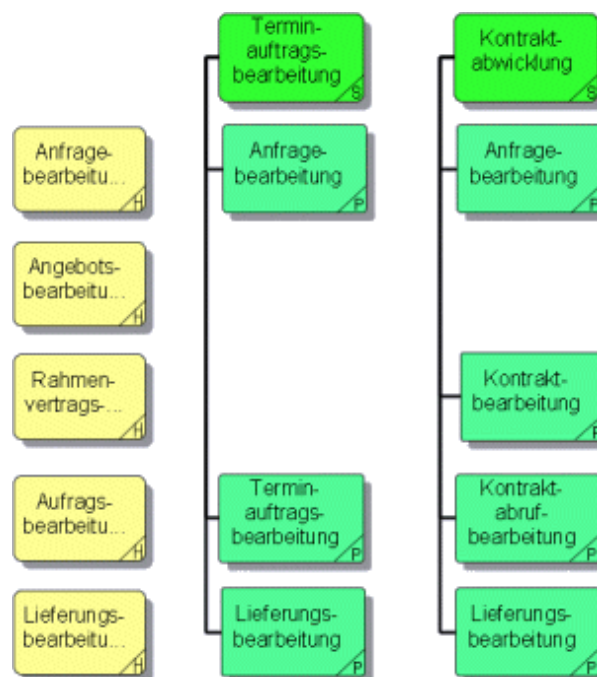 Termin-
auftrags-
bearbeitung
S
Kontrakt-
abwicklung
S
Anfrage-
bearbeitu...
H
Anfrage-
bearbeitung
P
Anfrage-
bearbeitung
P
Angebots-
bearbeitu...
H
Rahmen-
vertrags-...
H
Kontrakt-
bearbeitung
P
Aufrags-
bearbeitu...
H
Termin-
auftrags-
bearbeitung
P
Kontrakt-
abruf-
bearbeitung
P
Lieferungs-
bearbeitu...
H
Lieferungs-
bearbeitung
P
Lieferungs-
bearbeitung
P